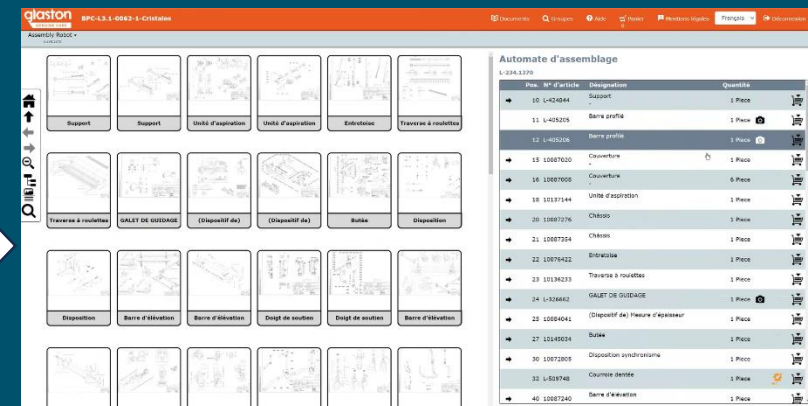 glaston
BPC-L3.1-0062-1-Cristales
Documents
Groupes
Aide
Panier
0
Mentions légales
Français
Déconnexion
Assembly Robot
Support
Support
Unité d'aspiration
Unité d'aspiration
Entretoise
Traverse à roulettes
Traverse à roulettes
GALET DE GUIDAGE
(Dispositif de)
(Dispositif de)
Butée
Disposition
Disposition
Barre d'élévation
Barre d'élévation
Doigt de soutien
Doigt de soutien
Barre d'élévation
Automate d'assemblage
L-234.1370
Pos. N° d'article Désignation Quantité
10 L-424844 Support 1 Piece
11 L-405205 Barre profilé 1 Piece
12 L-405206 Barre profilé 1 Piece
15 10087020 Couverture 1 Piece
16 10087008 Couverture 6 Piece
18 10137144 Unité d'aspiration 1 Piece
20 10087276 Châssis 1 Piece
21 10087354 Châssis 1 Piece
22 10076422 Entretoise 1 Piece
23 10136233 Traverse à roulettes 1 Piece
24 L-326662 GALET DE GUIDAGE 1 Piece
25 10084041 (Dispositif de) Mesure d'épaisseur 1 Piece
27 10145034 Butée 1 Piece
30 10072805 Disposition synchronisme 1 Piece
32 L-509748 Courroie dentée 1 Piece
40 10087240 Barre d'élévation 1 Piece